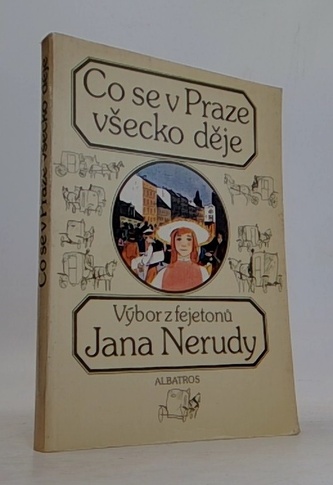 Co se v Praze
všecko děje
Výbor z fejetonů
Jana Nerudy
ALBATROS
Co se v Praze všecko děje